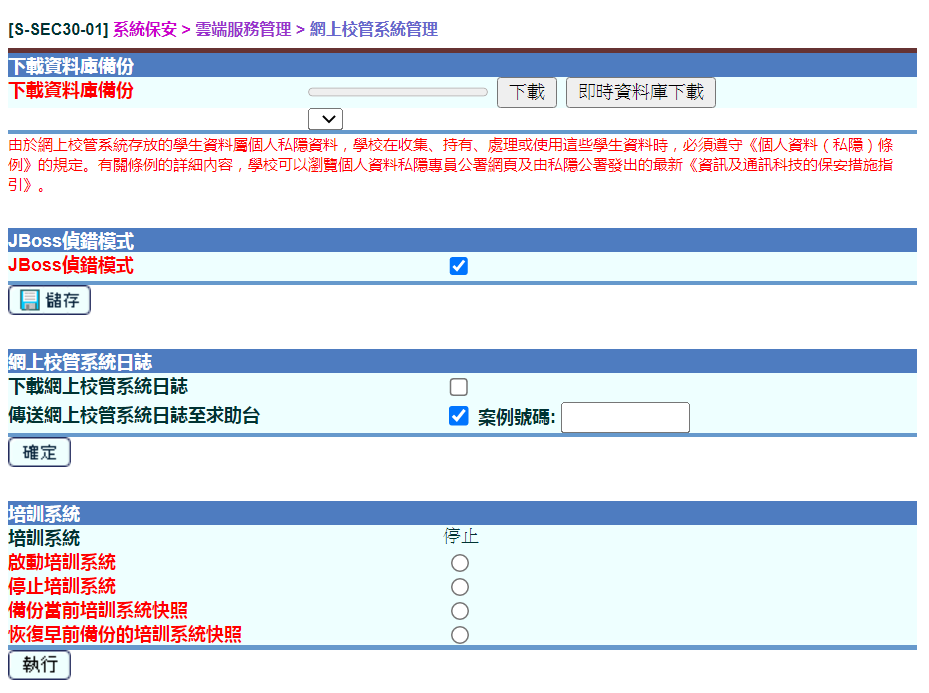 [S-SEC30-01] 系統保安 > 雲端服務管理 > 網上校管系統管理
下載資料庫備份
下載資料庫備份 下載 即時資料庫下載
由於網上校管系統存放的學生資料屬個人私隱資料，學校在收集、持有、處理或使用這些學生資料時，必須遵守《個人資料（私隱）條
例》的規定。有關條例的詳細內容，學校可以瀏覽個人資料私隱專員公署網頁及由私隱公署發出的最新《資訊及通訊科技的保安措施指
引》。
JBoss偵錯模式
JBoss偵錯模式
儲存
網上校管系統日誌
下載網上校管系統日誌
傳送網上校管系統日誌至求助台 案例號碼:
確定
培訓系統
培訓系統 停止
啟動培訓系統
停止培訓系統
備份當前培訓系統快照
恢復早前備份的培訓系統快照
執行